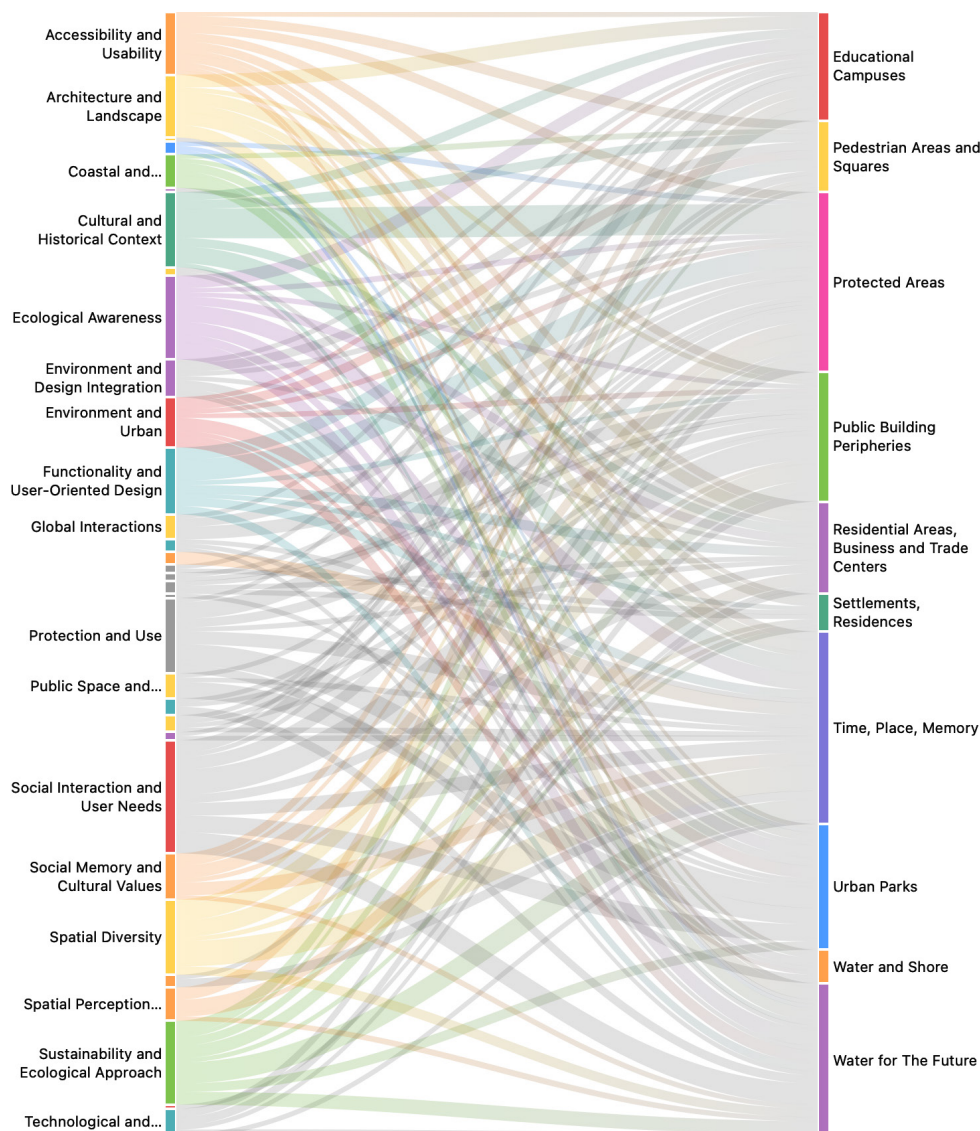 Accessibility and
Usability
Architecture and
Landscape
Coastal and...
Cultural and
Historical Context
Ecological Awareness
Environment and
Design Integration
Environment and
Urban
Functionality and
User-Oriented Design
Global Interactions
Protection and Use
Public Space and...
Social Interaction and
User Needs
Social Memory and
Cultural Values
Spatial Diversity
Spatial Perception...
Sustainability and
Ecological Approach
Technological and...
Educational
Campuses
Pedestrian Areas and
Squares
Protected Areas
Public Building
Peripheries
Residential Areas,
Business and Trade
Centers
Settlements,
Residences
Time, Place, Memory
Urban Parks
Water and Shore
Water for The Future